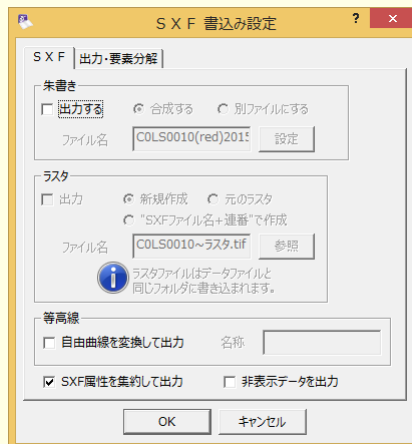 SXF 書込み設定
? ×
SXF 出力・要素分解
朱書き
出力する 合成する 別ファイルにする
ファイル名 C0LS0010(red)2015 設定
ラスタ
出力 新規作成 元のラスタ
"SXFファイル名+連番"で作成
ファイル名 C0LS0010~ラスタ.tif 参照
ラスタファイルはデータファイルと
同じフォルダに書き込まれます。
等高線
自由曲線を変換して出力 名称
SXF属性を集約して出力 非表示データを出力
OK キャンセル